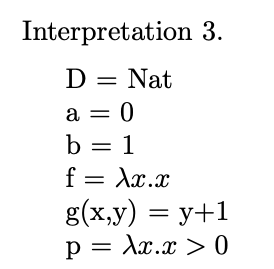 Interpretation 3.
D = Nat
a = 0
b = 1
f = λx.x
g(x,y) = y+1
p = λx.x > 0